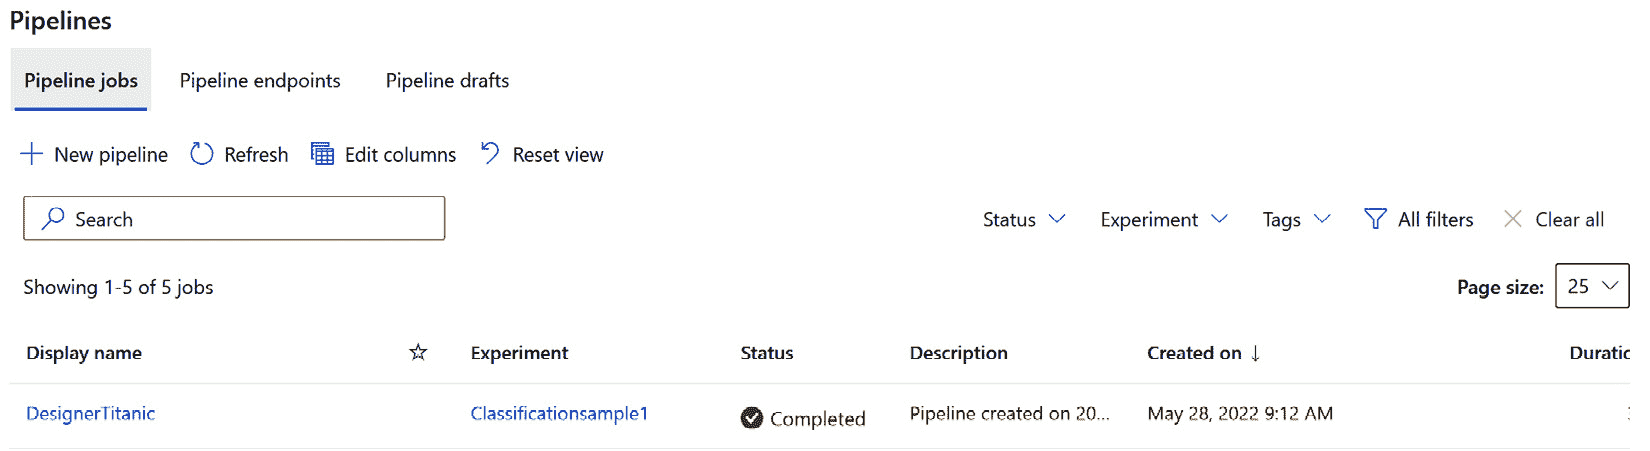 Pipelines
Pipeline jobs Pipeline endpoints Pipeline drafts
New pipeline Refresh Edit columns Reset view
Search Status Experiment Tags All filters Clear all
Showing 1-5 of 5 jobs Page size: 25
Display name Experiment Status Description Created on ↓ Duratic
DesignerTitanic Classificationsample1 Completed Pipeline created on 20... May 28, 2022 9:12 AM